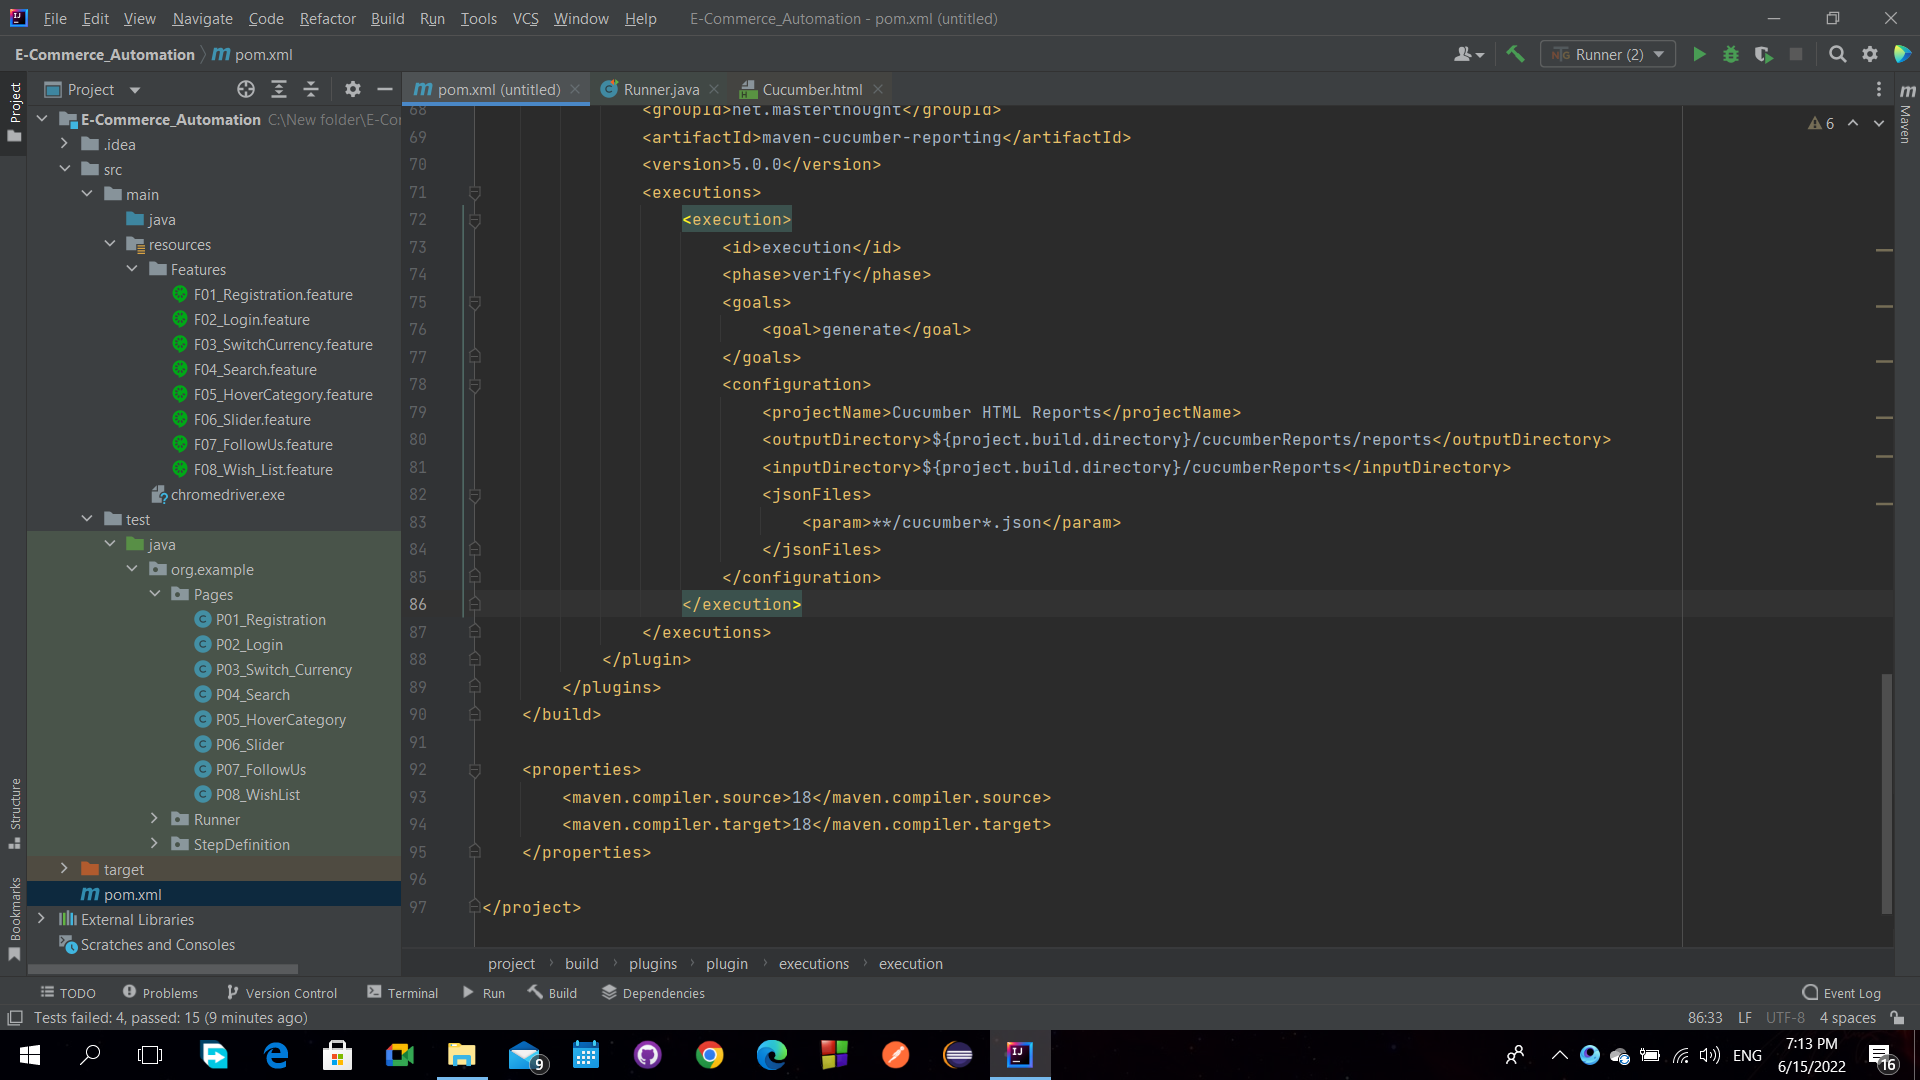 File Edit View Navigate Code Refactor Build Run Tools VCS Window Help E-Commerce_Automation - pom.xml (untitled)
E-Commerce_Automation pom.xml Runner (2)
Project
pom.xml (untitled) Runner.java Cucumber.html
Project
Maven
Structure
Bookmarks
E-Commerce_Automation C:\New folder\E-Co
.idea
src
main
java
resources
Features
F01_Registration.feature
F02_Login.feature
F03_SwitchCurrency.feature
F04_Search.feature
F05_HoverCategory.feature
F06_Slider.feature
F07_FollowUs.feature
F08_Wish_List.feature
chromedriver.exe
test
java
org.example
Pages
P01_Registration
P02_Login
P03_Switch_Currency
P04_Search
P05_HoverCategory
P06_Slider
P07_FollowUs
P08_WishList
Runner
StepDefinition
target
pom.xml
External Libraries
Scratches and Consoles
6
68 <groupId>net.masterthought</groupId>
69 <artifactId>maven-cucumber-reporting</artifactId>
70 <version>5.0.0</version>
71 <executions>
72 <execution>
73 <id>execution</id>
74 <phase>verify</phase>
75 <goals>
76 <goal>generate</goal>
77 </goals>
78 <configuration>
79 <projectName>Cucumber HTML Reports</projectName>
80 <outputDirectory>${project.build.directory}/cucumberReports/reports</outputDirectory>
81 <inputDirectory>${project.build.directory}/cucumberReports</inputDirectory>
82 <jsonFiles>
83 <param>**/cucumber*.json</param>
84 </jsonFiles>
85 </configuration>
86 </execution>
87 </executions>
88 </plugin>
89 </plugins>
90 </build>
91
92 <properties>
93 <maven.compiler.source>18</maven.compiler.source>
94 <maven.compiler.target>18</maven.compiler.target>
95 </properties>
96
97 </project>
project build plugins plugin executions execution
TODO Problems Version Control Terminal Run Build Dependencies Event Log
Tests failed: 4, passed: 15 (9 minutes ago) 86:33 LF UTF-8 4 spaces
9 ENG 7:13 PM
6/15/2022 16